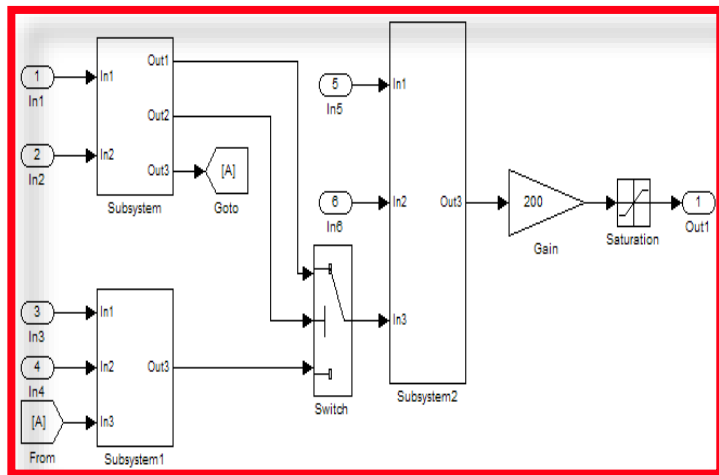 1
In1
2
In2
In1
In2
Out1
Out2
Out3
Subsystem
[A]
Goto
5
In5
6
In6
In1
In2
In3
Out3
Subsystem2
200
Gain
Saturation
1
Out1
3
In3
4
In4
[A]
From
In1
In2
In3
Out3
Subsystem1
Switch